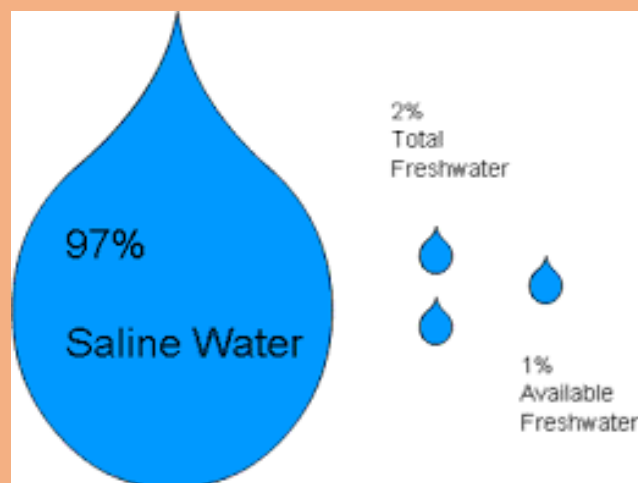 97%
Saline Water
2%
Total
Freshwater
1%
Available
Freshwater